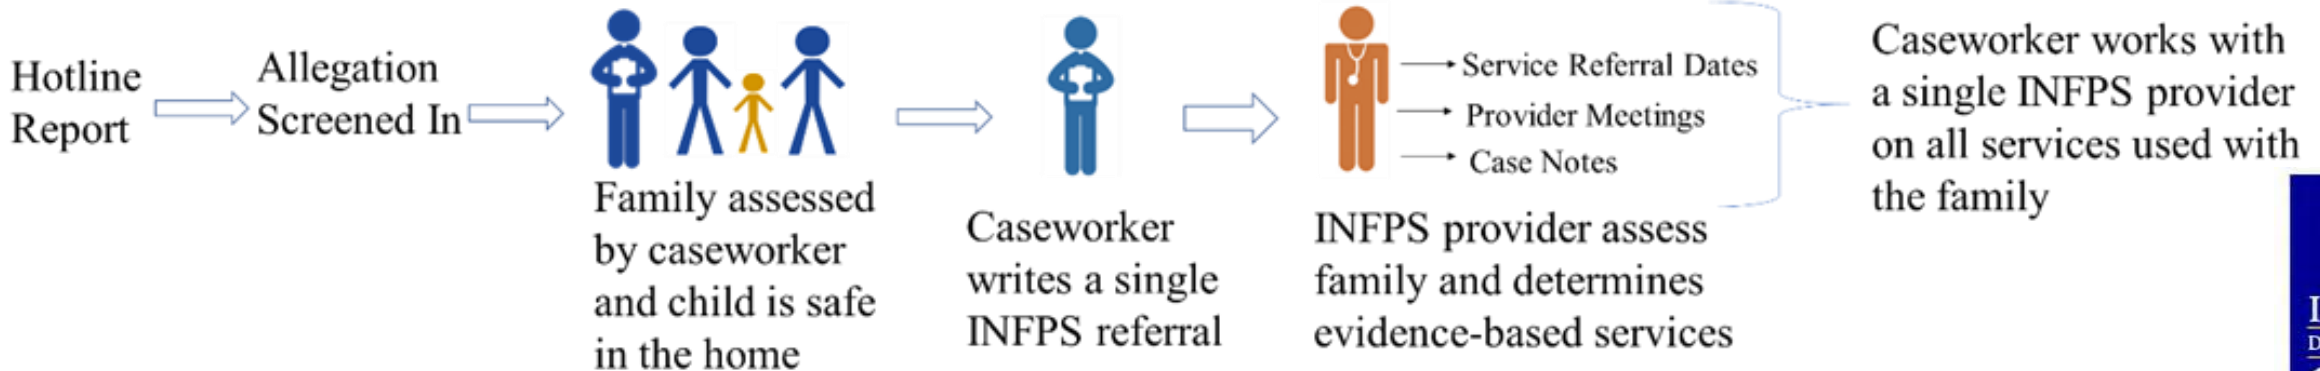 Hotline
Report
Allegation
Screened In
Family assessed
by caseworker
and child is safe
in the home
Caseworker
writes a single
INFPS referral
Service Referral Dates
Provider Meetings
Case Notes
INFPS provider assess
family and determines
evidence-based services
Caseworker works with
a single INFPS provider
on all services used with
the family